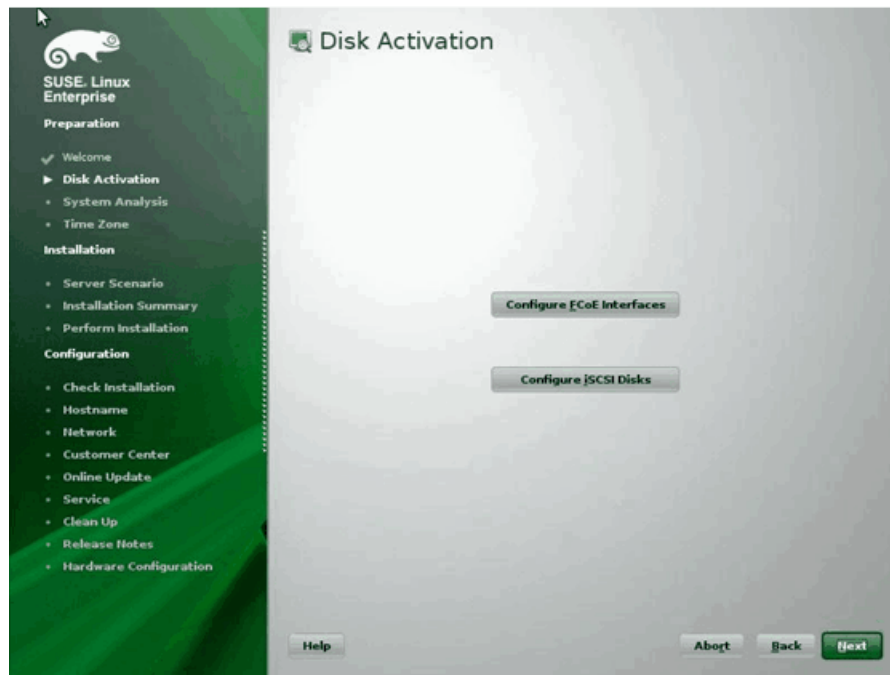 SUSE. Linux
Enterprise
Preparation
Welcome
Disk Activation
System Analysis
Time Zone
Installation
Server Scenario
Installation Summary
Perform Installation
Configuration
Check Installation
Hostname
Network
Customer Center
Online Update
Service
Clean Up
Release Notes
Hardware Configuration
Disk Activation
Configure FCoE Interfaces
Configure iSCSI Disks
Help
Abort
Back
Next